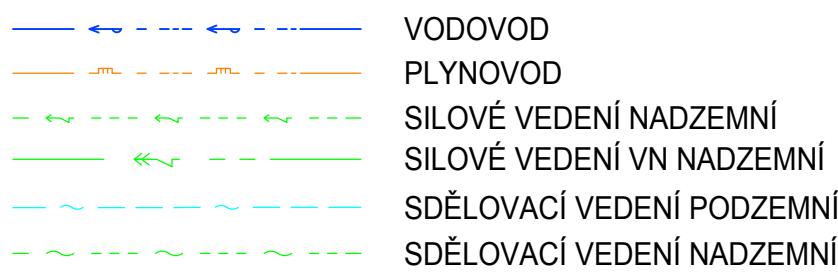 VODOVOD
PLYNOVOD
SILOVÉ VEDENÍ NADZEMNÍ
SILOVÉ VEDENÍ VN NADZEMNÍ
SDĚLOVACÍ VEDENÍ PODZEMNÍ
SDĚLOVACÍ VEDENÍ NADZEMNÍ